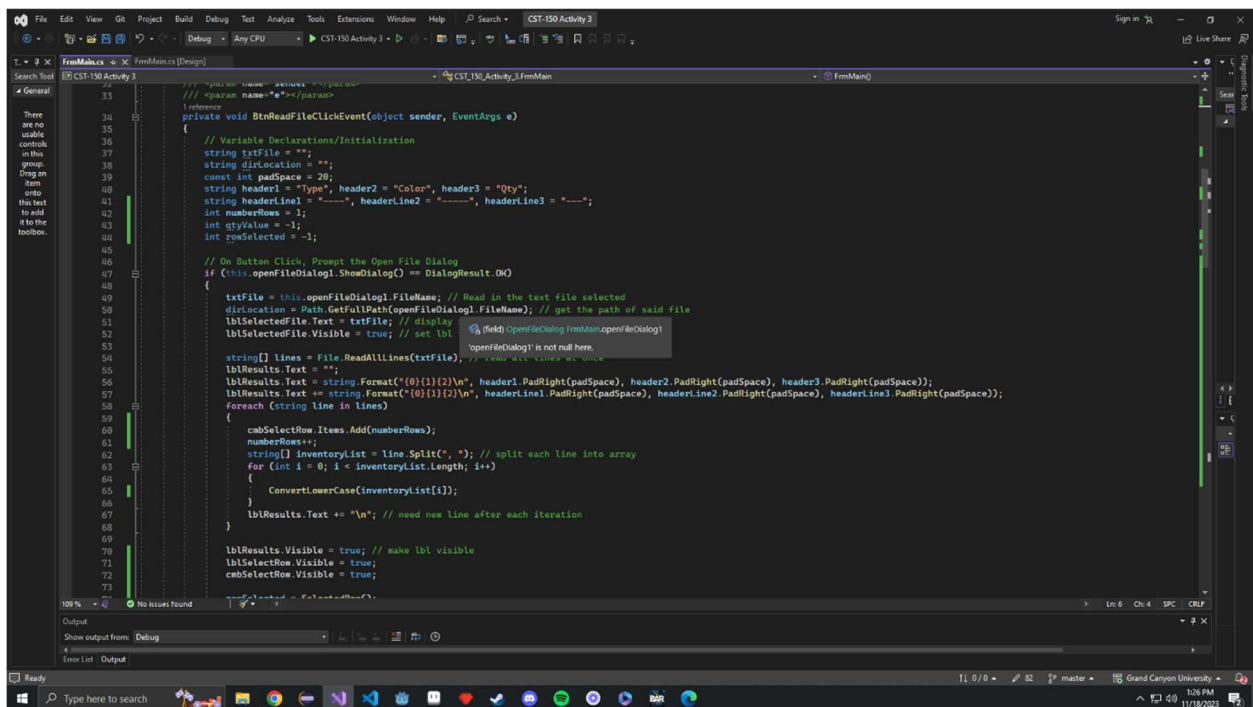 File Edit View Git Project Build Debug Test Analyze Tools Extensions Window Help Search CST-150 Activity 3 Sign in
Debug Any CPU CST-150 Activity 3 Live Share
FrmMain.cs FrmMain.cs [Design]
Search Tool CST-150 Activity 3 CST_150_Activity_3.FrmMain FrmMain() Diagnostic Tools
General
There are no usable controls in this group. Drag an item onto this text to add it to the toolbox.
32 /// <param name="sender"></param>
33 /// <param name="e"></param>
1 reference
34 private void BtnReadFileClickEvent(object sender, EventArgs e)
35 {
36 // Variable Declarations/Initialization
37 string txtFile = "";
38 string dirLocation = "";
39 const int padSpace = 20;
40 string header1 = "Type", header2 = "Color", header3 = "Qty";
41 string headerLine1 = "----", headerLine2 = "-----", headerLine3 = "---";
42 int numberRows = 1;
43 int qtyValue = -1;
44 int rowSelected = -1;
45
46 // On Button Click, Prompt the Open File Dialog
47 if (this.openFileDialog1.ShowDialog() == DialogResult.OK)
48 {
49 txtFile = this.openFileDialog1.FileName; // Read in the text file selected
50 dirLocation = Path.GetFullPath(openFileDialog1.FileName); // get the path of said file
51 lblSelectedFile.Text = txtFile; // display
52 lblSelectedFile.Visible = true; // set lbl
(field) OpenFileDialog FrmMain.openFileDialog1
'openFileDialog1' is not null here.
53
54 string[] lines = File.ReadAllLines(txtFile); // read all lines at once
55 lblResults.Text = "";
56 lblResults.Text = string.Format("{0}{1}{2}\n", header1.PadRight(padSpace), header2.PadRight(padSpace), header3.PadRight(padSpace));
57 lblResults.Text += string.Format("{0}{1}{2}\n", headerLine1.PadRight(padSpace), headerLine2.PadRight(padSpace), headerLine3.PadRight(padSpace));
58 foreach (string line in lines)
59 {
60 cmbSelectRow.Items.Add(numberRows);
61 numberRows++;
62 string[] inventoryList = line.Split(", "); // split each line into array
63 for (int i = 0; i < inventoryList.Length; i++)
64 {
65 ConvertLowerCase(inventoryList[i]);
66 }
67 lblResults.Text += "\n"; // need new line after each iteration
68 }
69
70 lblResults.Visible = true; // make lbl visible
71 lblSelectRow.Visible = true;
72 cmbSelectRow.Visible = true;
73
109 % No issues found Ln: 6 Ch: 4 SPC CRLF
Output
Show output from: Debug
Error List Output
Ready 0/0 82 master Grand Canyon University
Type here to search 1:26 PM
11/18/2023